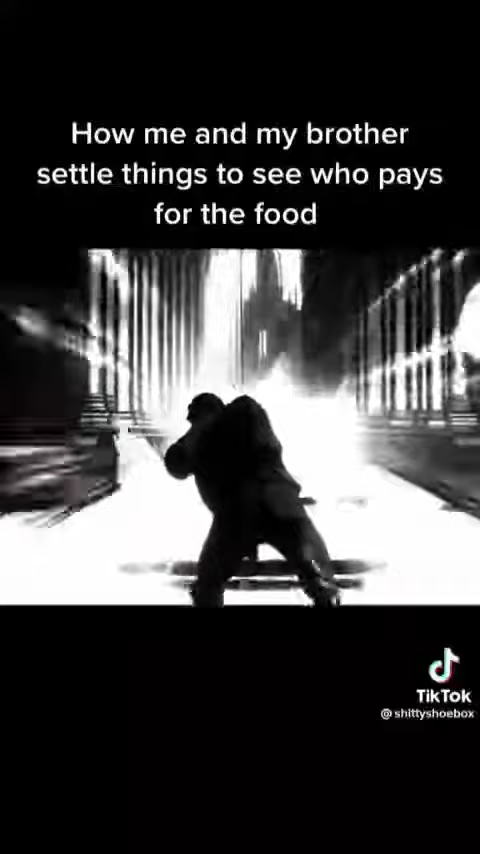 How me and my brother
settle things to see who pays
for the food
TikTok
@ shittyshoebox